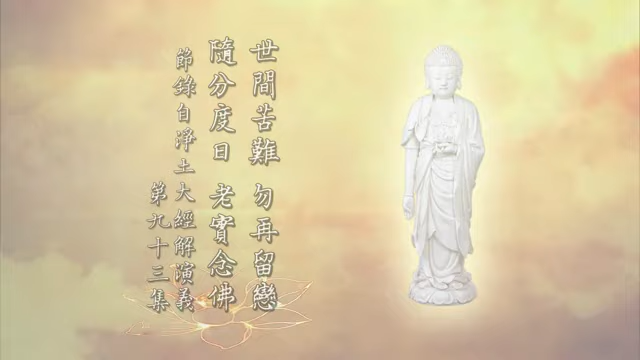 世間苦難 勿再留戀
隨分度日 老實念佛
節錄自淨土大經解演義
第九十三集